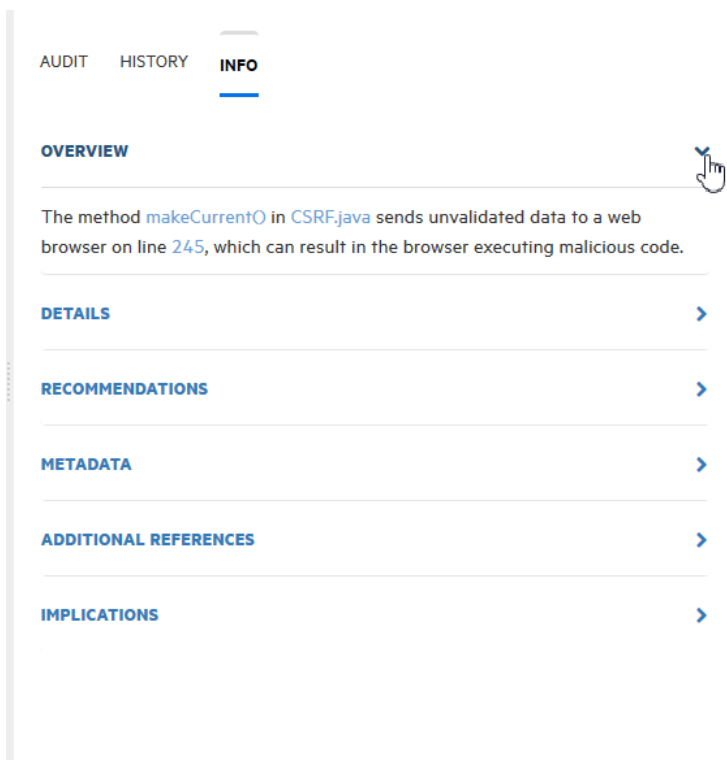 AUDIT HISTORY INFO
OVERVIEW
The method makeCurrent() in CSRF.java sends unvalidated data to a web
browser on line 245, which can result in the browser executing malicious code.
DETAILS
RECOMMENDATIONS
METADATA
ADDITIONAL REFERENCES
IMPLICATIONS